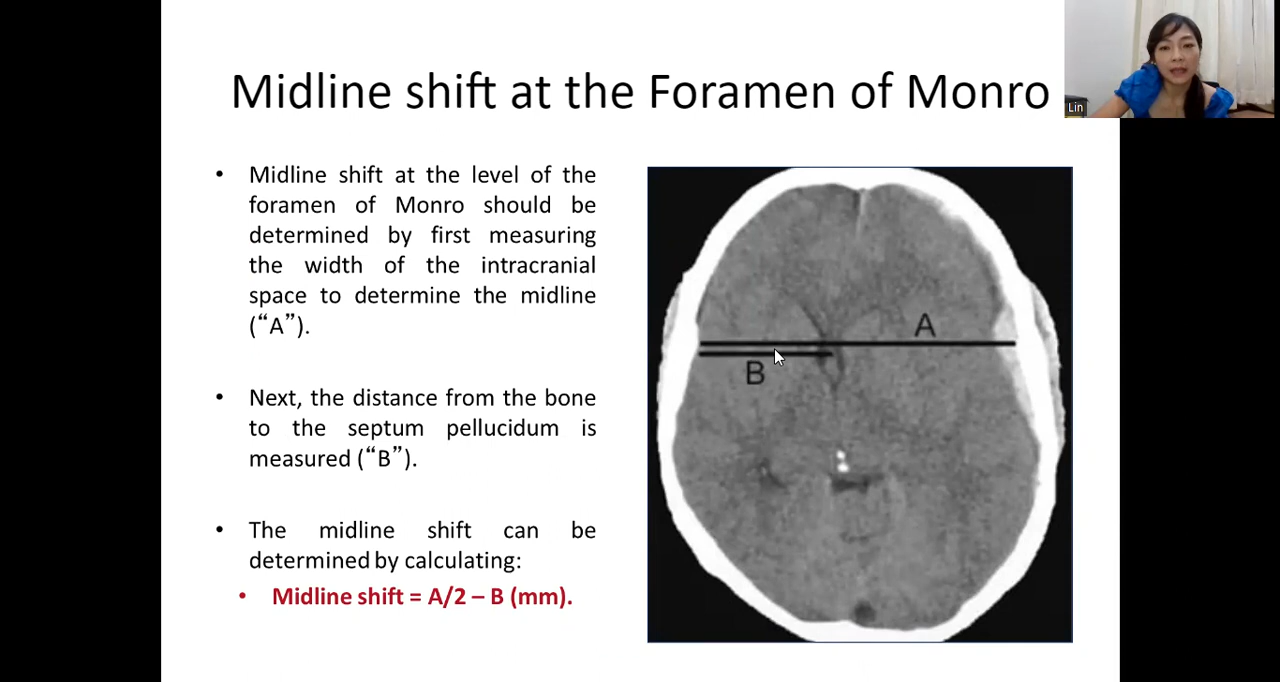 Midline shift at the Foramen of Monro
Lin
• Midline shift at the level of the
foramen of Monro should be
determined by first measuring
the width of the intracranial
space to determine the midline
(“A”).
• Next, the distance from the bone
to the septum pellucidum is
measured (“B”).
• The midline shift can be
determined by calculating:
• Midline shift = A/2 – B (mm).
A
B